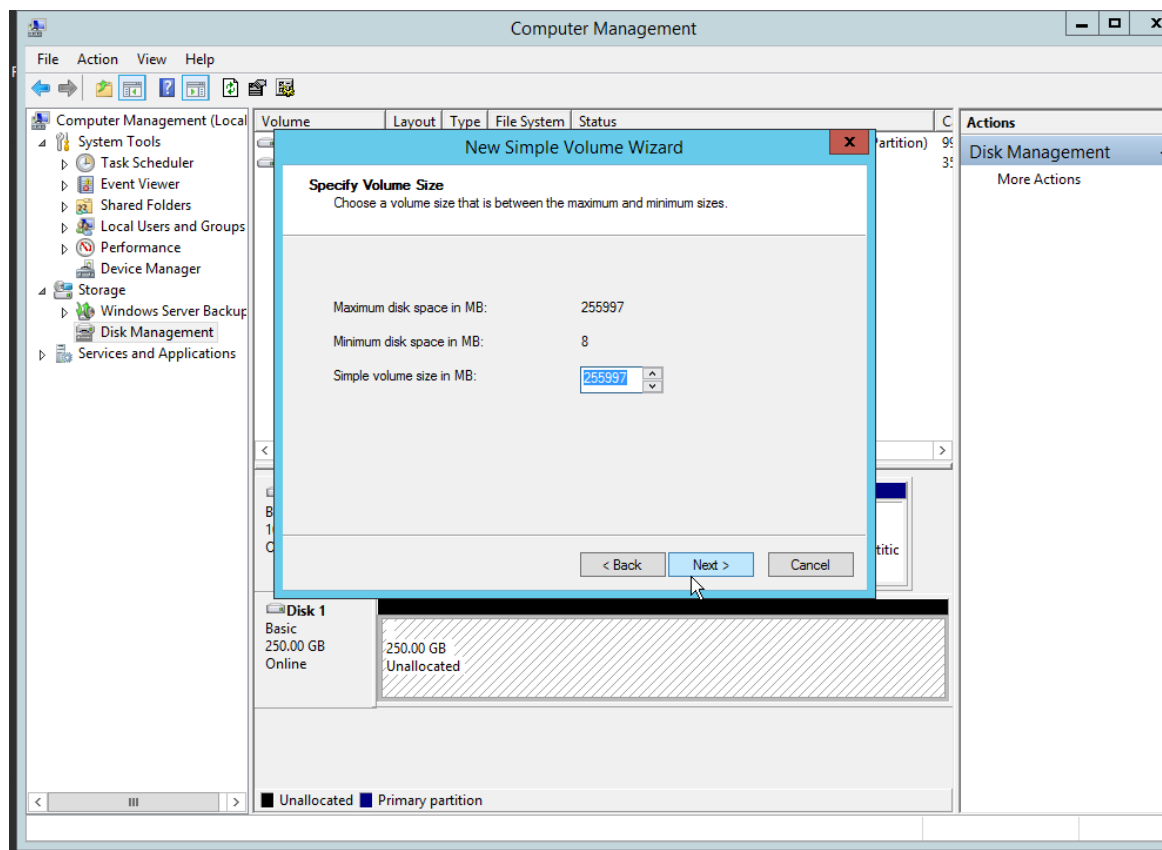 Computer Management
File Action View Help
Computer Management (Local
System Tools
Task Scheduler
Event Viewer
Shared Folders
Local Users and Groups
Performance
Device Manager
Storage
Windows Server Backup
Disk Management
Services and Applications
Volume Layout Type File System Status C
Partition) 99
35
New Simple Volume Wizard
Specify Volume Size
Choose a volume size that is between the maximum and minimum sizes.
Maximum disk space in MB: 255997
Minimum disk space in MB: 8
Simple volume size in MB: 255997
< Back Next > Cancel
B
10
O
titic
Disk 1
Basic
250.00 GB
Online
250.00 GB
Unallocated
Unallocated Primary partition
Actions
Disk Management
More Actions